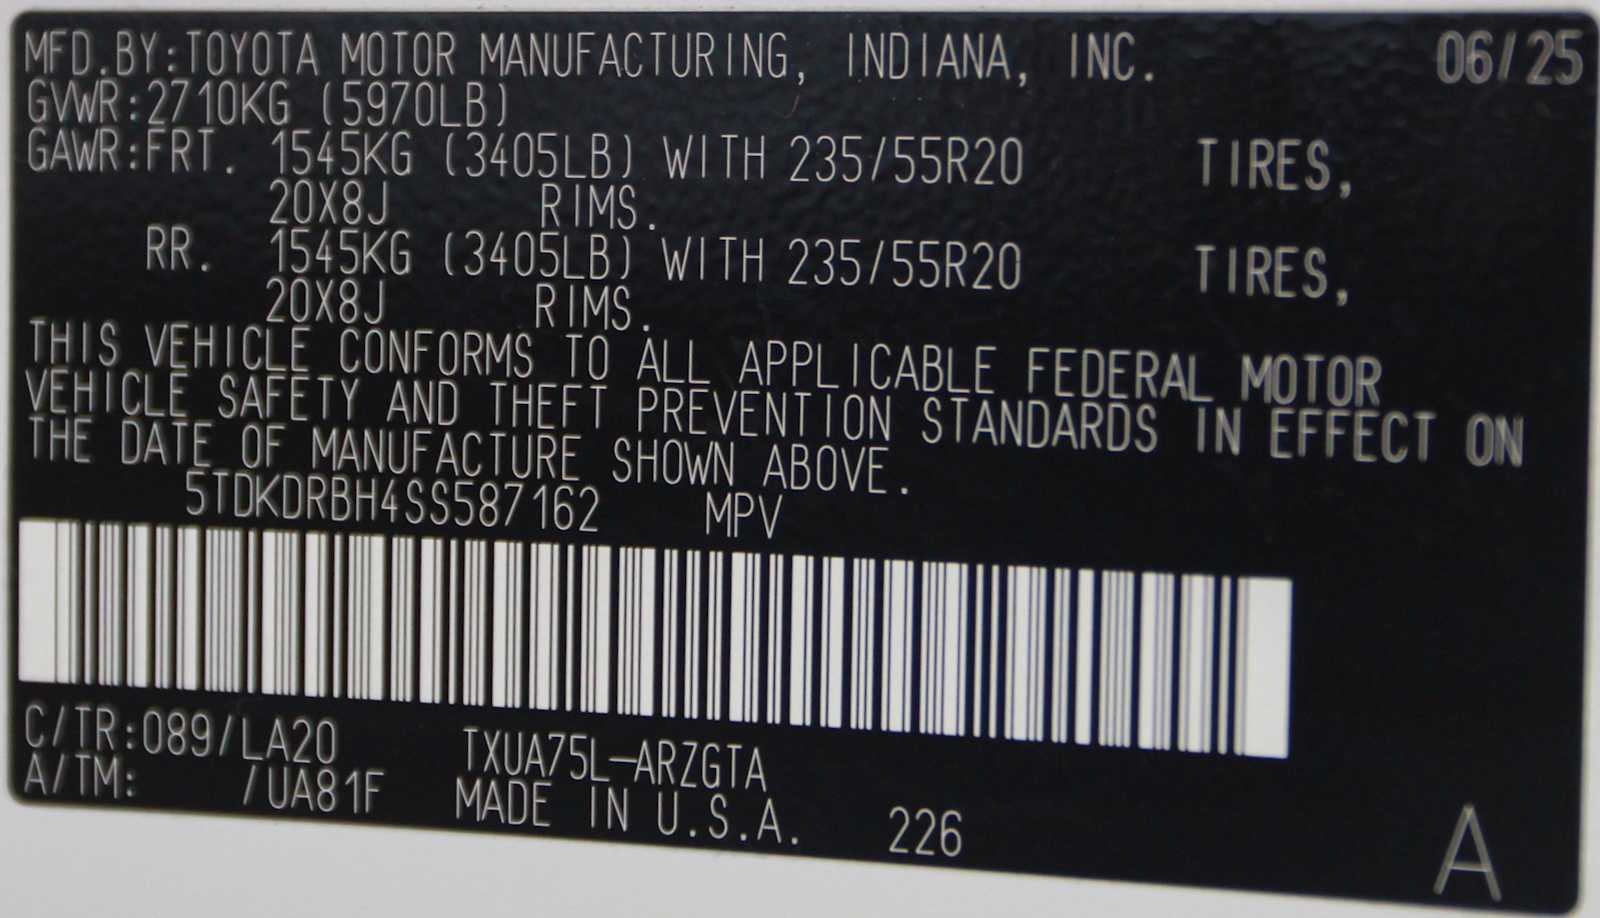 MFD.BY:TOYOTA MOTOR MANUFACTURING, INDIANA, INC. 06/25
GVWR:2710KG (5970LB)
GAWR:FRT. 1545KG (3405LB) WITH 235/55R20 TIRES,
20X8J RIMS.
RR. 1545KG (3405LB) WITH 235/55R20 TIRES,
20X8J RIMS.
THIS VEHICLE CONFORMS TO ALL APPLICABLE FEDERAL MOTOR
VEHICLE SAFETY AND THEFT PREVENTION STANDARDS IN EFFECT ON
THE DATE OF MANUFACTURE SHOWN ABOVE.
5TDKDRBH4SS587162 MPV
C/TR:089/LA20 TXUA75L-ARZGTA
A/TM: /UA81F MADE IN U.S.A. 226
A